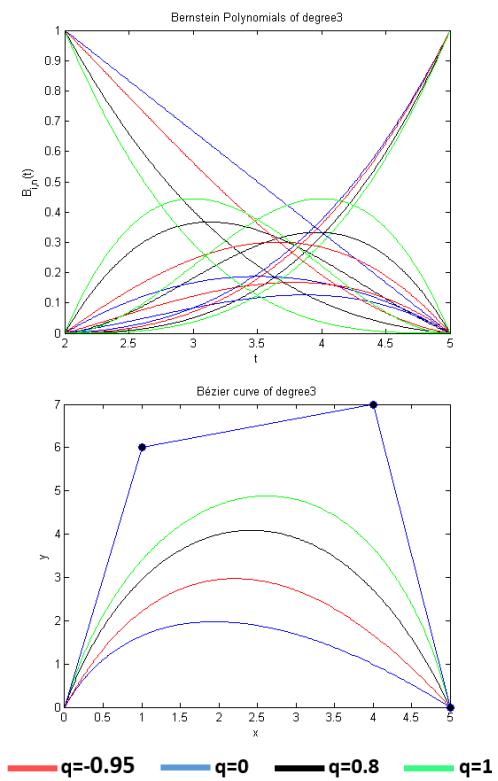 Bernstein Polynomials of degree3
1
0.9
0.8
0.7
0.6
0.5
0.4
0.3
0.2
0.1
0
B_{i,n}(t)
2 2.5 3 3.5 4 4.5 5
t
Bézier curve of degree3
7
6
5
4
3
2
1
0
y
0 0.5 1 1.5 2 2.5 3 3.5 4 4.5 5
x
q=-0.95 q=0 q=0.8 q=1